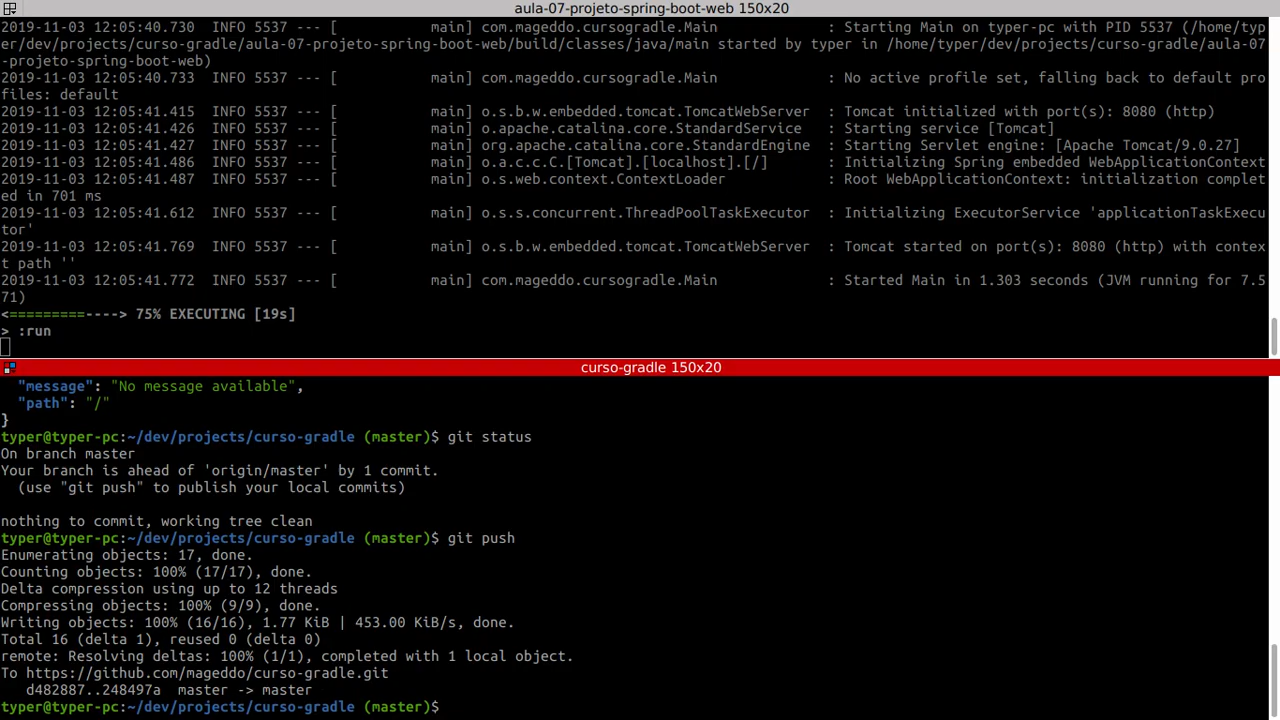 aula-07-projeto-spring-boot-web 150x20
2019-11-03 12:05:40.730  INFO 5537 --- [           main] com.mageddo.cursogradle.Main             : Starting Main on typer-pc with PID 5537 (/home/typ
er/dev/projects/curso-gradle/aula-07-projeto-spring-boot-web/build/classes/java/main started by typer in /home/typer/dev/projects/curso-gradle/aula-07
-projeto-spring-boot-web)
2019-11-03 12:05:40.733  INFO 5537 --- [           main] com.mageddo.cursogradle.Main             : No active profile set, falling back to default pro
files: default
2019-11-03 12:05:41.415  INFO 5537 --- [           main] o.s.b.w.embedded.tomcat.TomcatWebServer  : Tomcat initialized with port(s): 8080 (http)
2019-11-03 12:05:41.426  INFO 5537 --- [           main] o.apache.catalina.core.StandardService   : Starting service [Tomcat]
2019-11-03 12:05:41.427  INFO 5537 --- [           main] org.apache.catalina.core.StandardEngine  : Starting Servlet engine: [Apache Tomcat/9.0.27]
2019-11-03 12:05:41.486  INFO 5537 --- [           main] o.a.c.c.C.[Tomcat].[localhost].[/]       : Initializing Spring embedded WebApplicationContext
2019-11-03 12:05:41.487  INFO 5537 --- [           main] o.s.web.context.ContextLoader            : Root WebApplicationContext: initialization complet
ed in 701 ms
2019-11-03 12:05:41.612  INFO 5537 --- [           main] o.s.s.concurrent.ThreadPoolTaskExecutor  : Initializing ExecutorService 'applicationTaskExecu
tor'
2019-11-03 12:05:41.769  INFO 5537 --- [           main] o.s.b.w.embedded.tomcat.TomcatWebServer  : Tomcat started on port(s): 8080 (http) with contex
t path ''
2019-11-03 12:05:41.772  INFO 5537 --- [           main] com.mageddo.cursogradle.Main             : Started Main in 1.303 seconds (JVM running for 7.5
71)
<=========----> 75% EXECUTING [19s]
> :run
curso-gradle 150x20
"message": "No message available",
"path": "/"
}
typer@typer-pc:~/dev/projects/curso-gradle (master)$ git status
On branch master
Your branch is ahead of 'origin/master' by 1 commit.
(use "git push" to publish your local commits)
nothing to commit, working tree clean
typer@typer-pc:~/dev/projects/curso-gradle (master)$ git push
Enumerating objects: 17, done.
Counting objects: 100% (17/17), done.
Delta compression using up to 12 threads
Compressing objects: 100% (9/9), done.
Writing objects: 100% (16/16), 1.77 KiB | 453.00 KiB/s, done.
Total 16 (delta 1), reused 0 (delta 0)
remote: Resolving deltas: 100% (1/1), completed with 1 local object.
To https://github.com/mageddo/curso-gradle.git
d482887..248497a  master -> master
typer@typer-pc:~/dev/projects/curso-gradle (master)$